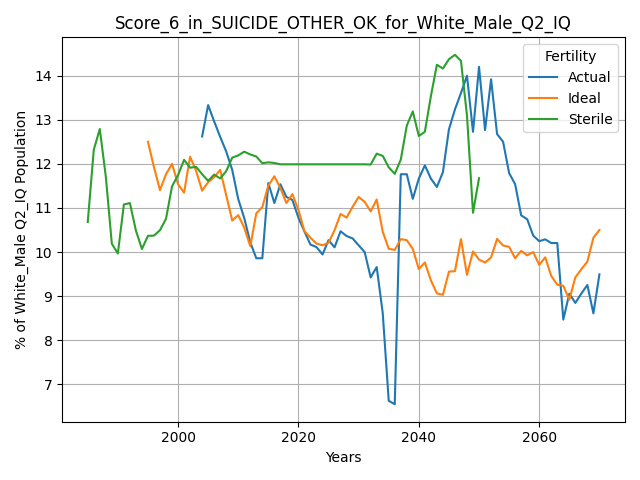 Score_6_in_SUICIDE_OTHER_OK_for_White_Male_Q2_IQ
Fertility
Actual
Ideal
Sterile
% of White_Male Q2_IQ Population
14
13
12
11
10
9
8
7
2000
2020
2040
2060
Years